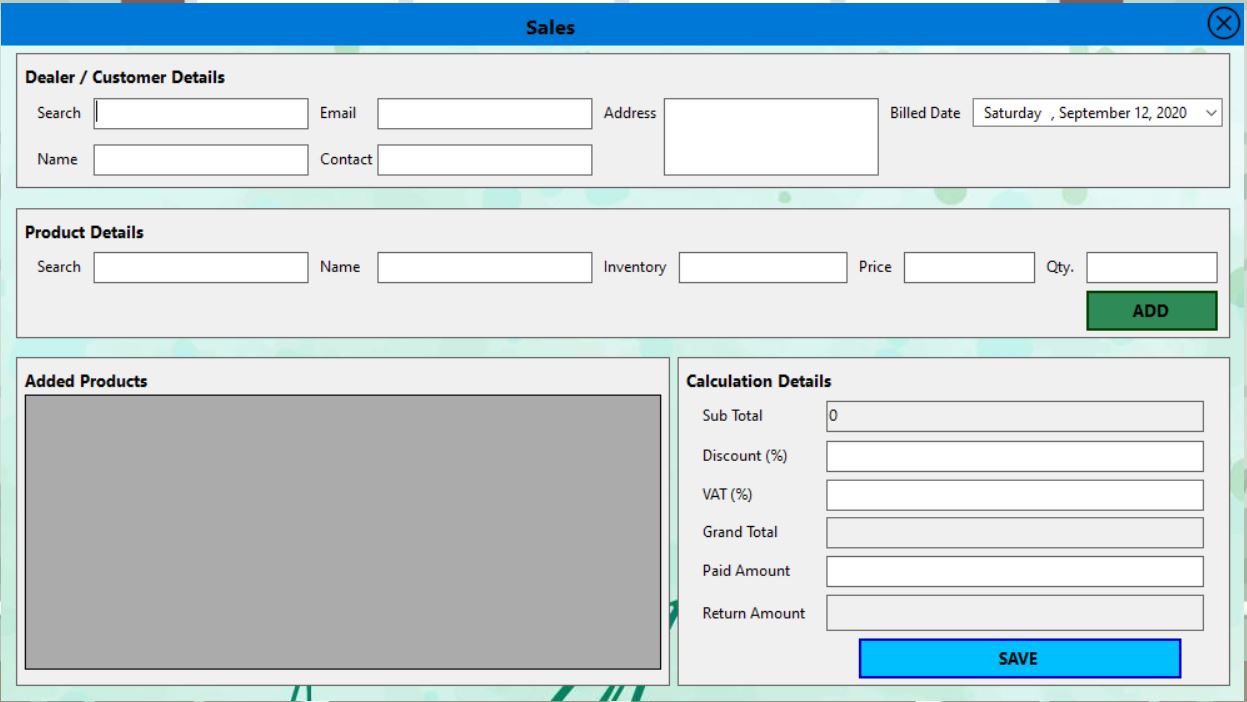 Sales
Dealer / Customer Details
Search Email Address Billed Date Saturday , September 12, 2020
Name Contact
Product Details
Search Name Inventory Price Qty.
ADD
Added Products
Calculation Details
Sub Total 0
Discount (%)
VAT (%)
Grand Total
Paid Amount
Return Amount
SAVE